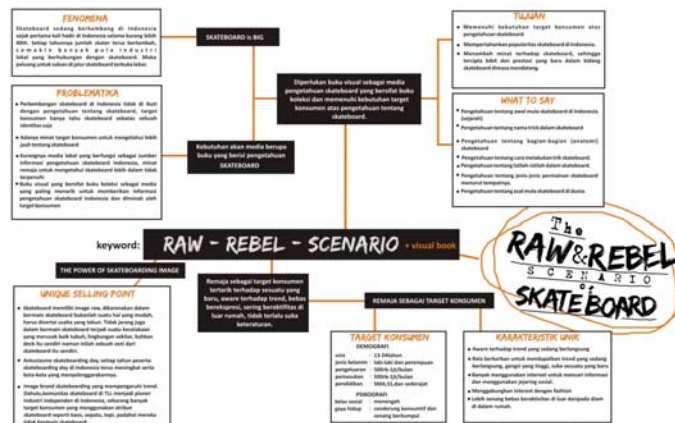 FENOMENA
Skateboard sedang berkembang di Indonesia
sejak pertama kali hadir di Indonesia selama kurang lebih
tahun jumlah skater terus bertambah,
semakin banyak pula industri
lokal yang berhubungan dengan skateboard. Maka
peluang untuk sukses di jalur skateboard terbuka lebar.
SKATEBOARD is BIG
PROBLEMATIKA
Perkembangan skateboard di Indonesia tidak di ikuti
dengan pengetahuan tentang skateboard, target
konsumen hanya tahu skateboard sebatas sebuah
identitas saja
Adanya minat target konsumen untuk mengetahui lebih
jauh tentang skateboard
Kurangnya media lokal yang berfungsi sebagai sumber
informasi pengetahuan skateboard Indonesia, minat
remaja untuk mengetahui skateboard lebih dalam tidak
terpenuhi
Buku visual yang bersifat buku koleksi sebagai media
yang paling menarik untuk memberikan informasi
pengetahuan skateboard Indonesia dan diminati oleh
target konsumen
Kebutuhan akan media berupa
buku yang berisi pengetahuan
SKATEBOARD
Diperlukan buku visual sebagai media
pengetahuan skateboard yang bersifat buku
koleksi dan memenuhi kebutuhan target
konsumen atas pengetahuan tentang
skateboard.
TUJUAN
Memenuhi kebutuhan target konsumen atas
pengetahuan skateboard
Mempertahankan popularitas skateboard di Indonesia.
Menambah minat terhadap skateboard, sehingga
tercipta bibit dan prestasi yang baru dalam bidang
skateboard dimasa mendatang.
WHAT TO SAY
Pengetahuan tentang awal mula skateboard di Indonesia
(sejarah)
Pengetahuan tentang nama trick dalam skateboard
Pengetahuan tentang bagian-bagian (anatomi)
skateboard
Pengetahuan tentang cara melakukan trik skateboard.
Pengetahuan tentang istilah-istilah dalam skateboard.
Pengetahuan tentang jenis-jenis permainan skateboard
menurut tempatnya.
Pengetahuan tentang asal mula skateboard di dunia.
keyword: RAW - REBEL - SCENARIO + visual book
The
RAW & REBEL
SCENARIO
of
SKATEBOARD
THE POWER OF SKATEBOARDING IMAGE
UNIQUE SELLING POINT
Skateboard memiliki image raw, dikarenakan dalam
bermain skateboard bukanlah suatu hal yang mudah,
harus disertai usaha yang tekun. Tidak jarang juga
dalam bermain skateboard terjadi suatu kecelakaan
yang merusak baik tubuh, lingkungan sekitar, bahkan
deck itu sendiri namun itulah sebuah seni dari
skateboard itu sendiri.
Antusiasme skateboarding day, setiap tahun peserta
skateboarding day di Indonesia terus meningkat serta
kota-kota yang menyelenggarakannya.
Image brand skateboarding yang mempengaruhi trend.
Dahulu, komunitas skateboard di menjadi pionir
industri independen di Indonesia, sekarang banyak
target konsumen yang menggunakan atribut
skateboard seperti kaos, sepatu, topi, padahal mereka
tidak bermain skateboard.
Remaja sebagai target konsumen
tertarik terhadap sesuatu yang
baru, aware terhadap trend, bebas
berekspresi, sering beraktifitas di
luar rumah, tidak terlalu suka
keteraturan.
REMAJA SEBAGAI TARGET KONSUMEN
TARGET KONSUMEN
DEMOGRAFI
usia : 13-24tahun
jenis kelamin : laki-laki dan perempuan
pengeluaran : 500rb-1jt/bulan
pemasukan : 500rb-1jt/bulan
pendidikan : SMA, S1, dan sederajat
PSIKOGRAFI
kelas sosial : menengah
gaya hidup : cenderung konsumtif dan
senang berkumpul
KARAKTERISTIK UNIK
Aware terhadap trend yang sedang berlangsung
Rela berkorban untuk mendapatkan trend yang sedang
berlangsung, gengsi yang tinggi, suka sesuatu yang baru
Banyak menggunakan internet untuk mencari informasi
dan menggunakan jejaring sosial.
Menggabungkan interest dengan fashion
Lebih senang bebas beraktivitas di luar daripada diam
di dalam rumah.